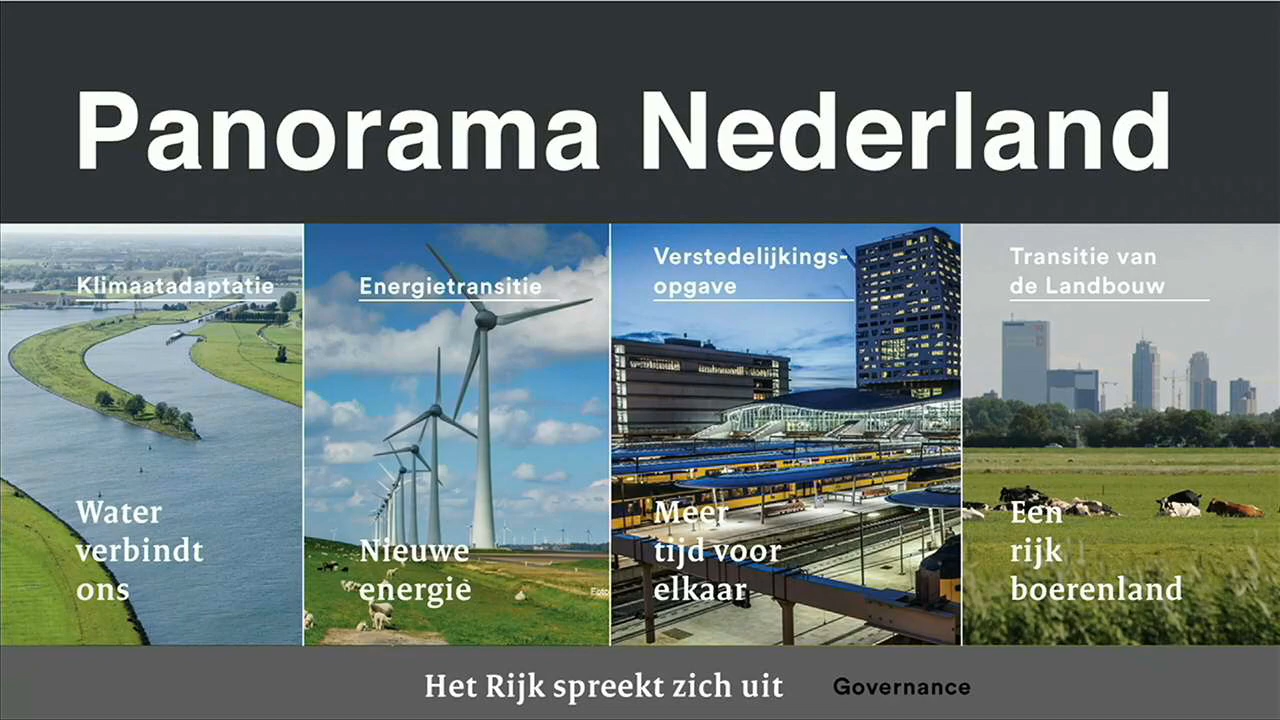 Panorama Nederland
Klimaatadaptatie
Energietransitie
Verstedelijkings-
opgave
Transitie van
de Landbouw
Water
verbindt
ons
Nieuwe
energie
Meer
tijd voor
elkaar
Een
rijk
boerenland
Foto
Het Rijk spreekt zich uit
Governance